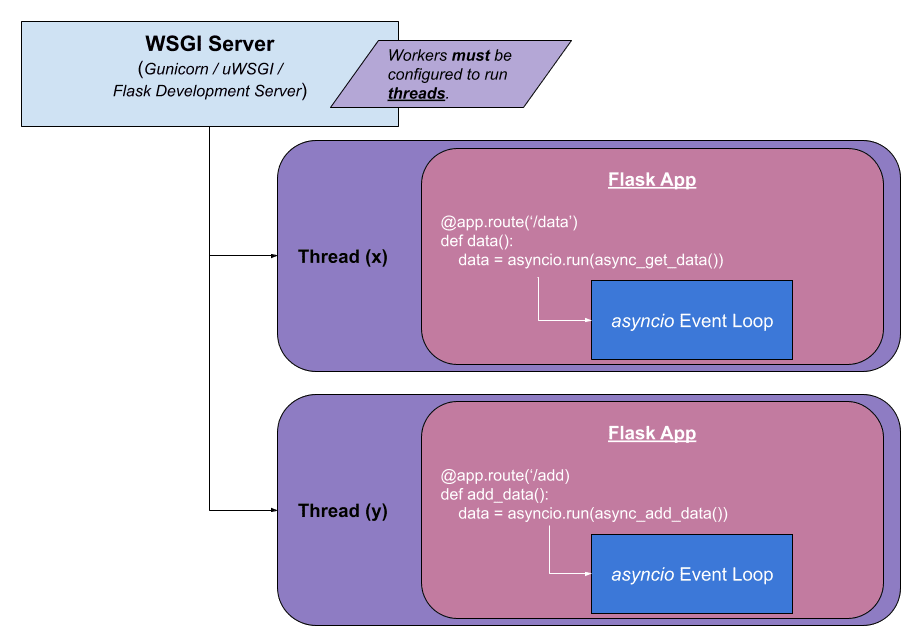 WSGI Server
(Gunicorn / uWSGI /
Flask Development Server)
Workers must be
configured to run
threads.
Thread (x)
Flask App
@app.route(‘/data’)
def data():
    data = asyncio.run(async_get_data())
asyncio Event Loop
Thread (y)
Flask App
@app.route(‘/add)
def add_data():
    data = asyncio.run(async_add_data())
asyncio Event Loop